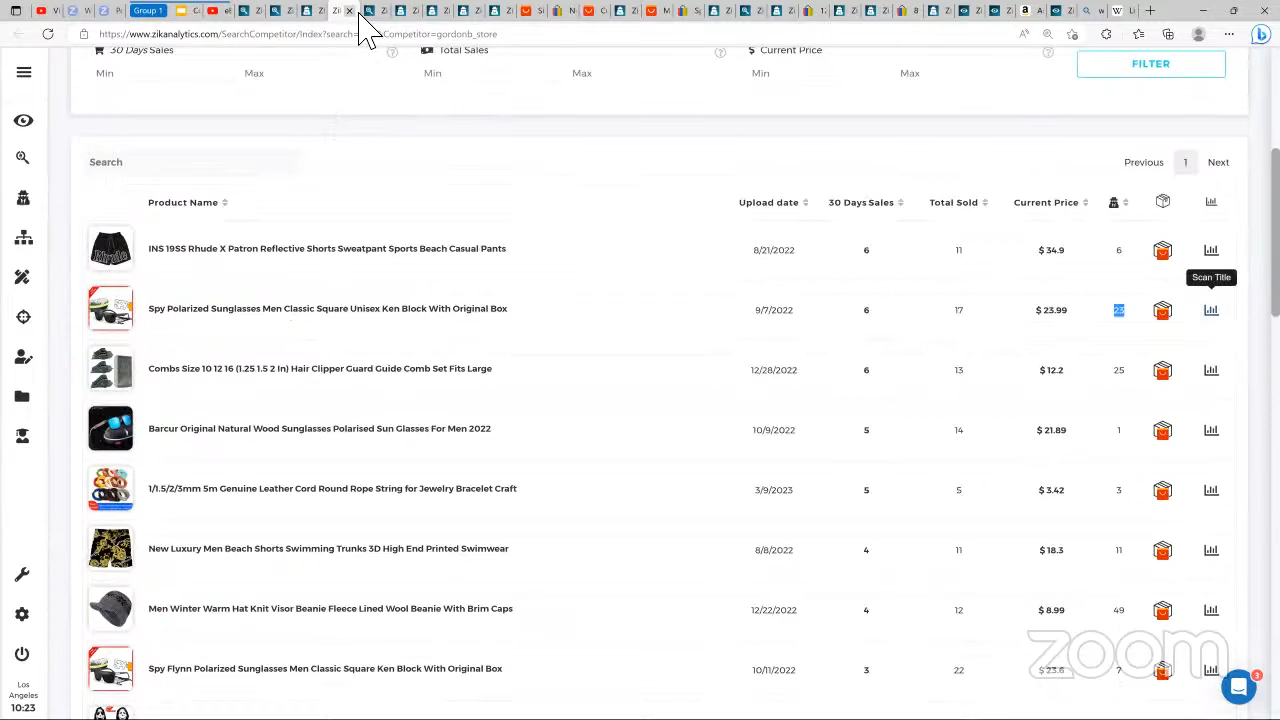 Group 1
https://www.zikanalytics.com/SearchCompetitor/Index?search= Competitor=gordonb_store
30 Days Sales
Total Sales
$ Current Price
Min Max Min Max Min Max
FILTER
Search
Previous 1 Next
Product Name Upload date 30 Days Sales Total Sold Current Price
INS 19SS Rhude X Patron Reflective Shorts Sweatpant Sports Beach Casual Pants 8/21/2022 6 11 $ 34.9 6
Scan Title
Spy Polarized Sunglasses Men Classic Square Unisex Ken Block With Original Box 9/7/2022 6 17 $ 23.99 23
Combs Size 10 12 16 (1.25 1.5 2 In) Hair Clipper Guard Guide Comb Set Fits Large 12/28/2022 6 13 $ 12.2 25
Barcur Original Natural Wood Sunglasses Polarised Sun Glasses For Men 2022 10/9/2022 5 14 $ 21.89 1
1/1.5/2/3mm 5m Genuine Leather Cord Round Rope String for Jewelry Bracelet Craft 3/9/2023 5 5 $ 3.42 3
New Luxury Men Beach Shorts Swimming Trunks 3D High End Printed Swimwear 8/8/2022 4 11 $ 18.3 11
Men Winter Warm Hat Knit Visor Beanie Fleece Lined Wool Beanie With Brim Caps 12/22/2022 4 12 $ 8.99 49
Spy Flynn Polarized Sunglasses Men Classic Square Ken Block With Original Box 10/11/2022 3 22 $ 23.6 7
zoom
3
Los
Angeles
10:23